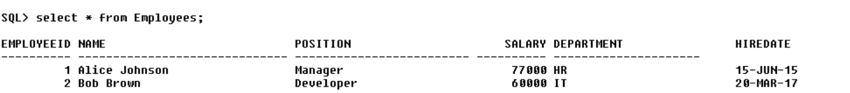 SQL> select * from Employees;
EMPLOYEEID NAME POSITION SALARY DEPARTMENT HIREDATE
---------- ------------------------------ ------------------------- ---------- --------------------- 
1 Alice Johnson Manager 77000 HR 15-JUN-15
2 Bob Brown Developer 60000 IT 20-MAR-17